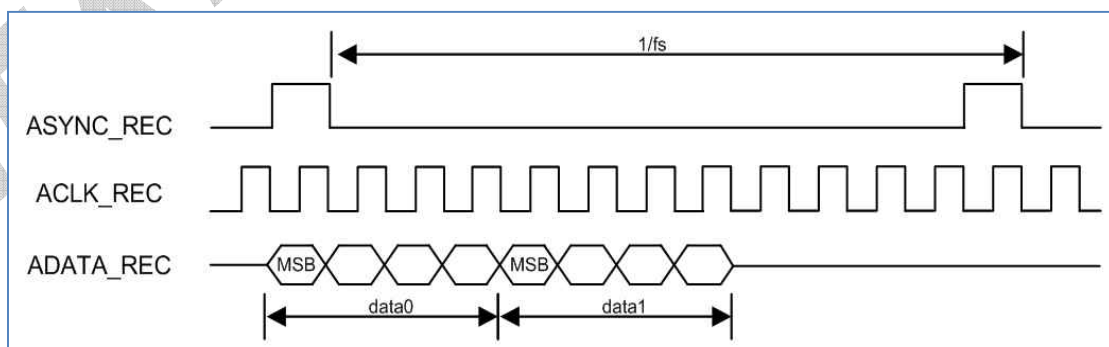 1/fs
ASYNC_REC
ACLK_REC
ADATA_REC
MSB
MSB
data0
data1